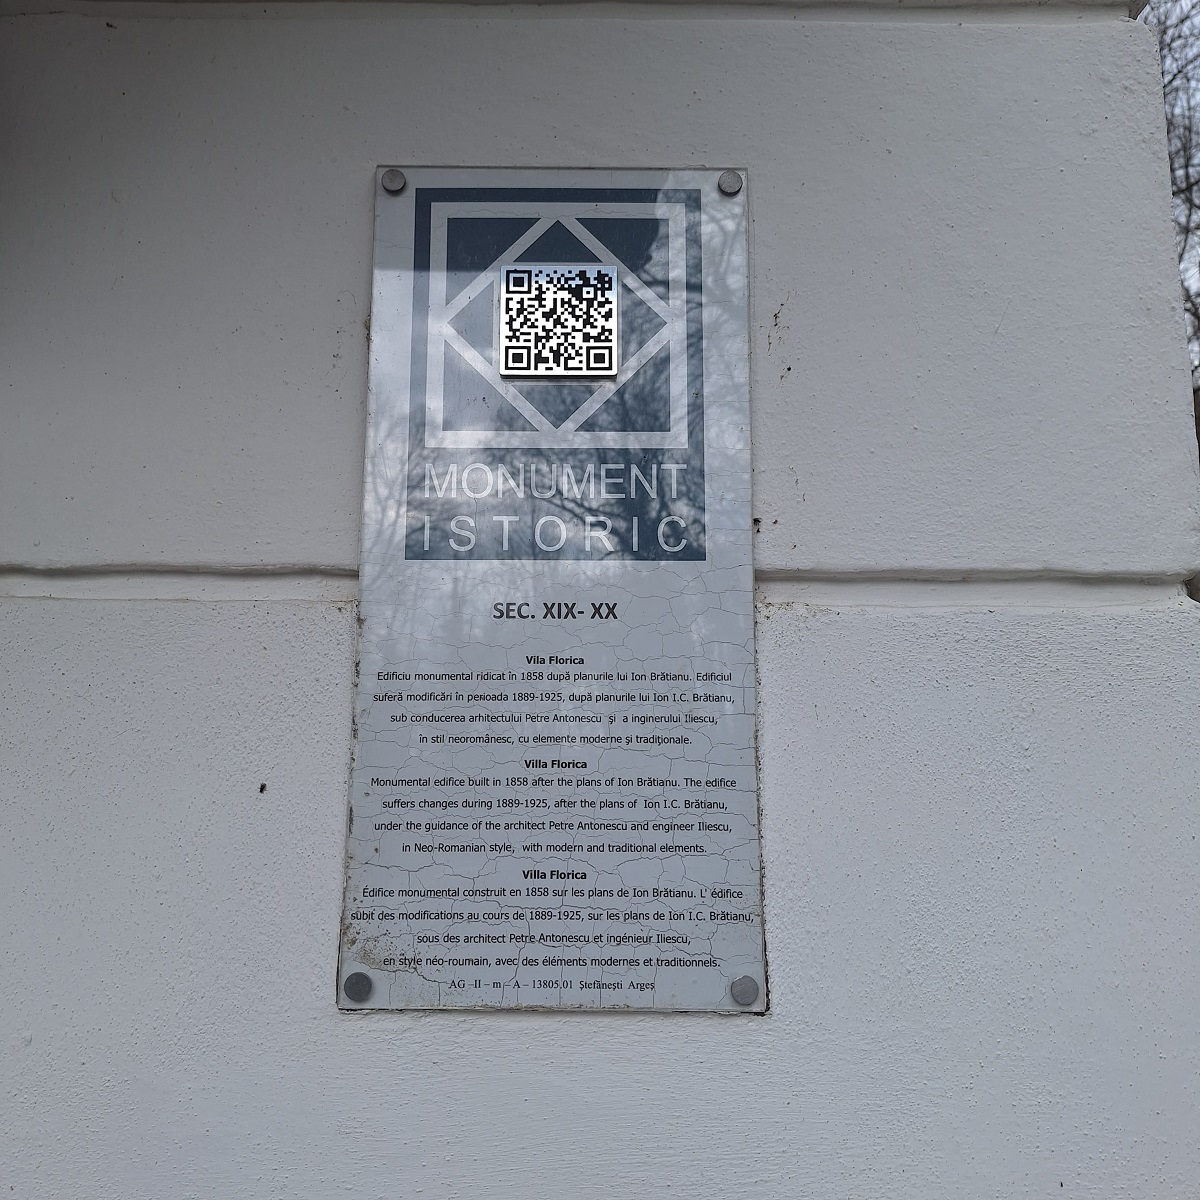 MONUMENT
ISTORIC
SEC. XIX- XX
Vila Florica
Edificiu monumental ridicat în 1858 după planurile lui Ion Brătianu. Edificiul
suferă modificări în perioada 1889-1925, după planurile lui Ion I.C. Brătianu,
sub conducerea arhitectului Petre Antonescu şi a inginerului Iliescu,
în stil neoromânesc, cu elemente moderne şi tradiţionale.
Villa Florica
Monumental edifice built in 1858 after the plans of Ion Brătianu. The edifice
suffers changes during 1889-1925, after the plans of Ion I.C. Brătianu,
under the guidance of the architect Petre Antonescu and engineer Iliescu,
in Neo-Romanian style, with modern and traditional elements.
Villa Florica
Édifice monumental construit en 1858 sur les plans de Ion Brătianu. L' édifice
subit des modifications au cours de 1889-1925, sur les plans de Ion I.C. Brătianu,
sous des architect Petre Antonescu et ingénieur Iliescu,
en style néo-roumain, avec des éléments modernes et traditionnels.
AG –II – m – A – 13805.01 Ştefăneşti Argeş